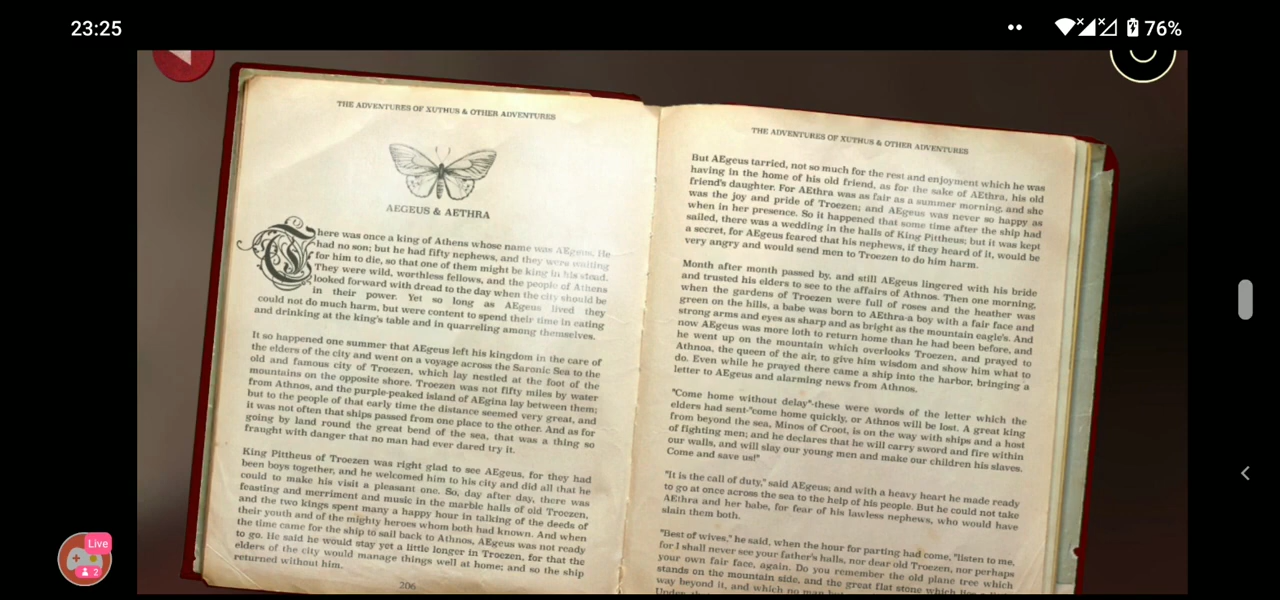 23:25
76%
THE ADVENTURES OF XUTHUS & OTHER ADVENTURES
AEGEUS & AETHRA
There was once a king of Athens whose name was AEgeus. He
had no son; but he had fifty nephews, and they were waiting
for him to die, so that one of them might be king in his stead.
They were wild, worthless fellows, and the people of Athens
looked forward with dread to the day when the city should be
in their power. Yet so long as AEgeus lived they
could not do much harm, but were content to spend their time in eating
and drinking at the king's table and in quarreling among themselves.
It so happened one summer that AEgeus left his kingdom in the care of
the elders of the city and went on a voyage across the Saronic Sea to the
old and famous city of Troezen, which lay nestled at the foot of the
mountains on the opposite shore. Troezen was not fifty miles by water
from Athnos, and the purple-peaked island of AEgina lay between them;
but to the people of that early time the distance seemed very great, and
it was not often that ships passed from one place to the other. And as for
going by land round the great bend of the sea, that was a thing so
fraught with danger that no man had ever dared try it.
King Pittheus of Troezen was right glad to see AEgeus, for they had
been boys together, and he welcomed him to his city and did all that he
could to make his visit a pleasant one. So, day after day, there was
feasting and merriment and music in the marble halls of old Troezen,
and the two kings spent many a happy hour in talking of the deeds of
their youth and of the mighty heroes whom both had known. And when
the time came for the ship to sail back to Athnos, AEgeus was not ready
to go. He said he would stay yet a little longer in Troezen, for that the
elders of the city would manage things well at home; and so the ship
returned without him.
206
THE ADVENTURES OF XUTHUS & OTHER ADVENTURES
But AEgeus tarried, not so much for the rest and enjoyment which he was
having in the home of his old friend, as for the sake of AEthra, his old
friend's daughter. For AEthra was as fair as a summer morning, and she
was the joy and pride of Troezen; and AEgeus was never so happy as
when in her presence. So it happened that some time after the ship had
sailed, there was a wedding in the halls of King Pittheus; but it was kept
a secret, for AEgeus feared that his nephews, if they heard of it, would be
very angry and would send men to Troezen to do him harm.
Month after month passed by, and still AEgeus lingered with his bride
and trusted his elders to see to the affairs of Athnos. Then one morning,
when the gardens of Troezen were full of roses and the heather was
green on the hills, a babe was born to AEthra-a boy with a fair face and
strong arms and eyes as sharp and as bright as the mountain eagle's. And
now AEgeus was more loth to return home than he had been before, and
he went up on the mountain which overlooks Troezen, and prayed to
Athnoa, the queen of the air, to give him wisdom and show him what to
do. Even while he prayed there came a ship into the harbor, bringing a
letter to AEgeus and alarming news from Athnos.
"Come home without delay"-these were words of the letter which the
elders had sent-"come home quickly, or Athnos will be lost. A great king
from beyond the sea, Minos of Croot, is on the way with ships and a host
of fighting men; and he declares that he will carry sword and fire within
our walls, and will slay our young men and make our children his slaves.
Come and save us!"
"It is the call of duty," said AEgeus; and with a heavy heart he made ready
to go at once across the sea to the help of his people. But he could not take
AEthra and her babe, for fear of his lawless nephews, who would have
slain them both.
"Best of wives," he said, when the hour for parting had come, "listen to me,
for I shall never see your father's halls, nor dear old Troezen, nor perhaps
your own fair face, again. Do you remember the old plane tree which
stands on the mountain side, and the great flat stone which lies a
way beyond it, and which no man
Live
2